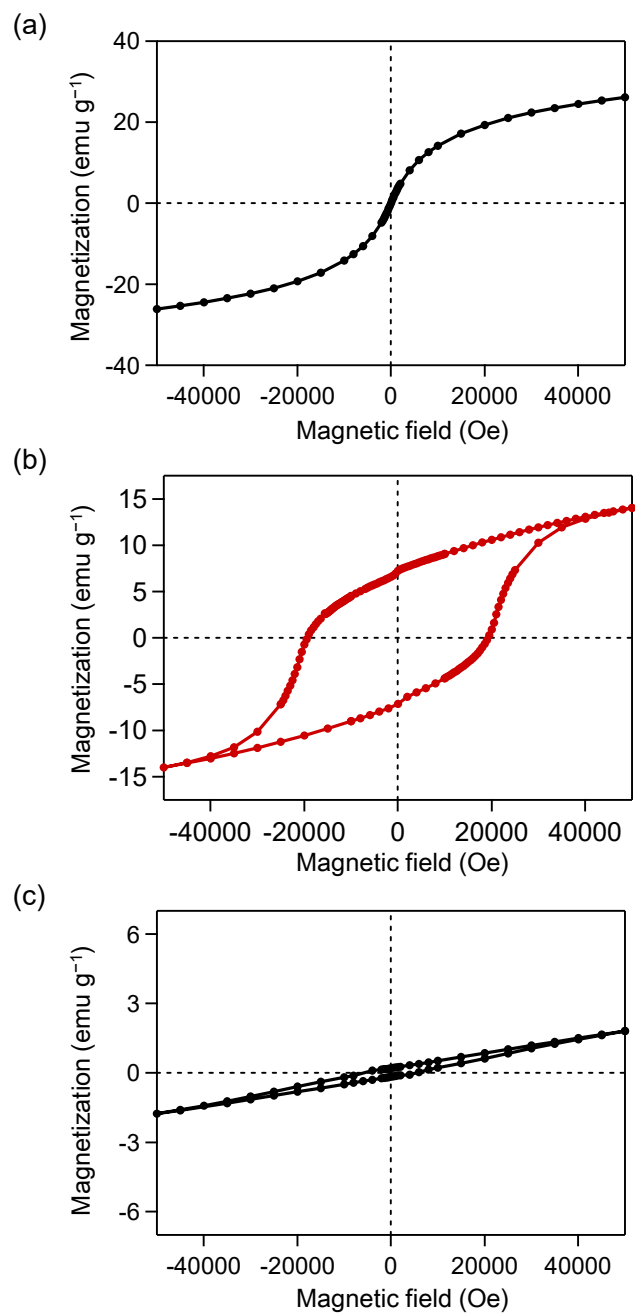 (a)
Magnetization (emu g⁻¹)
40
20
0
-20
-40
-40000 -20000 0 20000 40000
Magnetic field (Oe)
(b)
Magnetization (emu g⁻¹)
15
10
5
0
-5
-10
-15
-40000 -20000 0 20000 40000
Magnetic field (Oe)
(c)
Magnetization (emu g⁻¹)
6
3
0
-3
-6
-40000 -20000 0 20000 40000
Magnetic field (Oe)